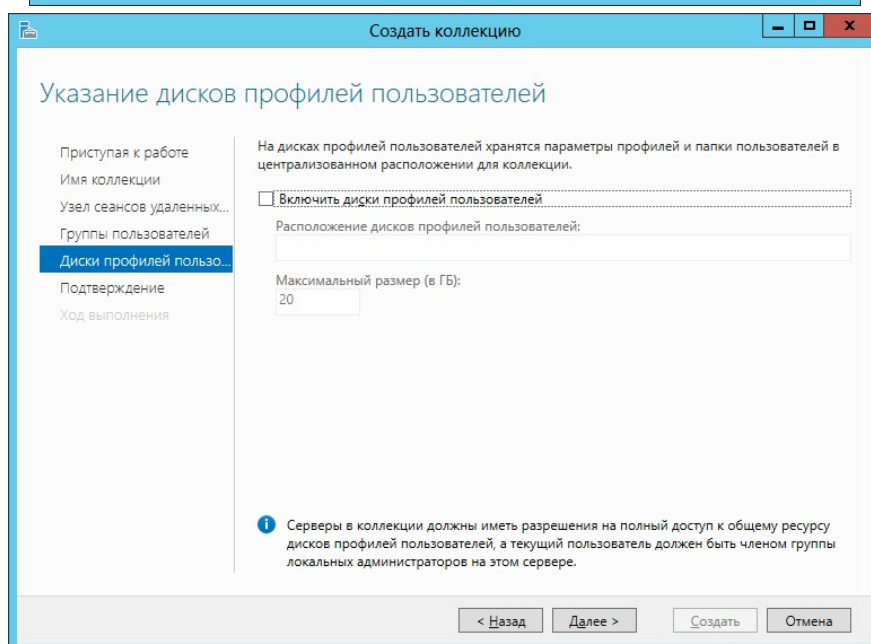 Создать коллекцию
Указание дисков профилей пользователей
Приступая к работе
Имя коллекции
Узел сеансов удаленных...
Группы пользователей
Диски профилей пользо...
Подтверждение
Ход выполнения
На дисках профилей пользователей хранятся параметры профилей и папки пользователей в
централизованном расположении для коллекции.
Включить диски профилей пользователей
Расположение дисков профилей пользователей:
Максимальный размер (в ГБ):
20
Серверы в коллекции должны иметь разрешения на полный доступ к общему ресурсу
дисков профилей пользователей, а текущий пользователь должен быть членом группы
локальных администраторов на этом сервере.
< Назад
Далее >
Создать
Отмена